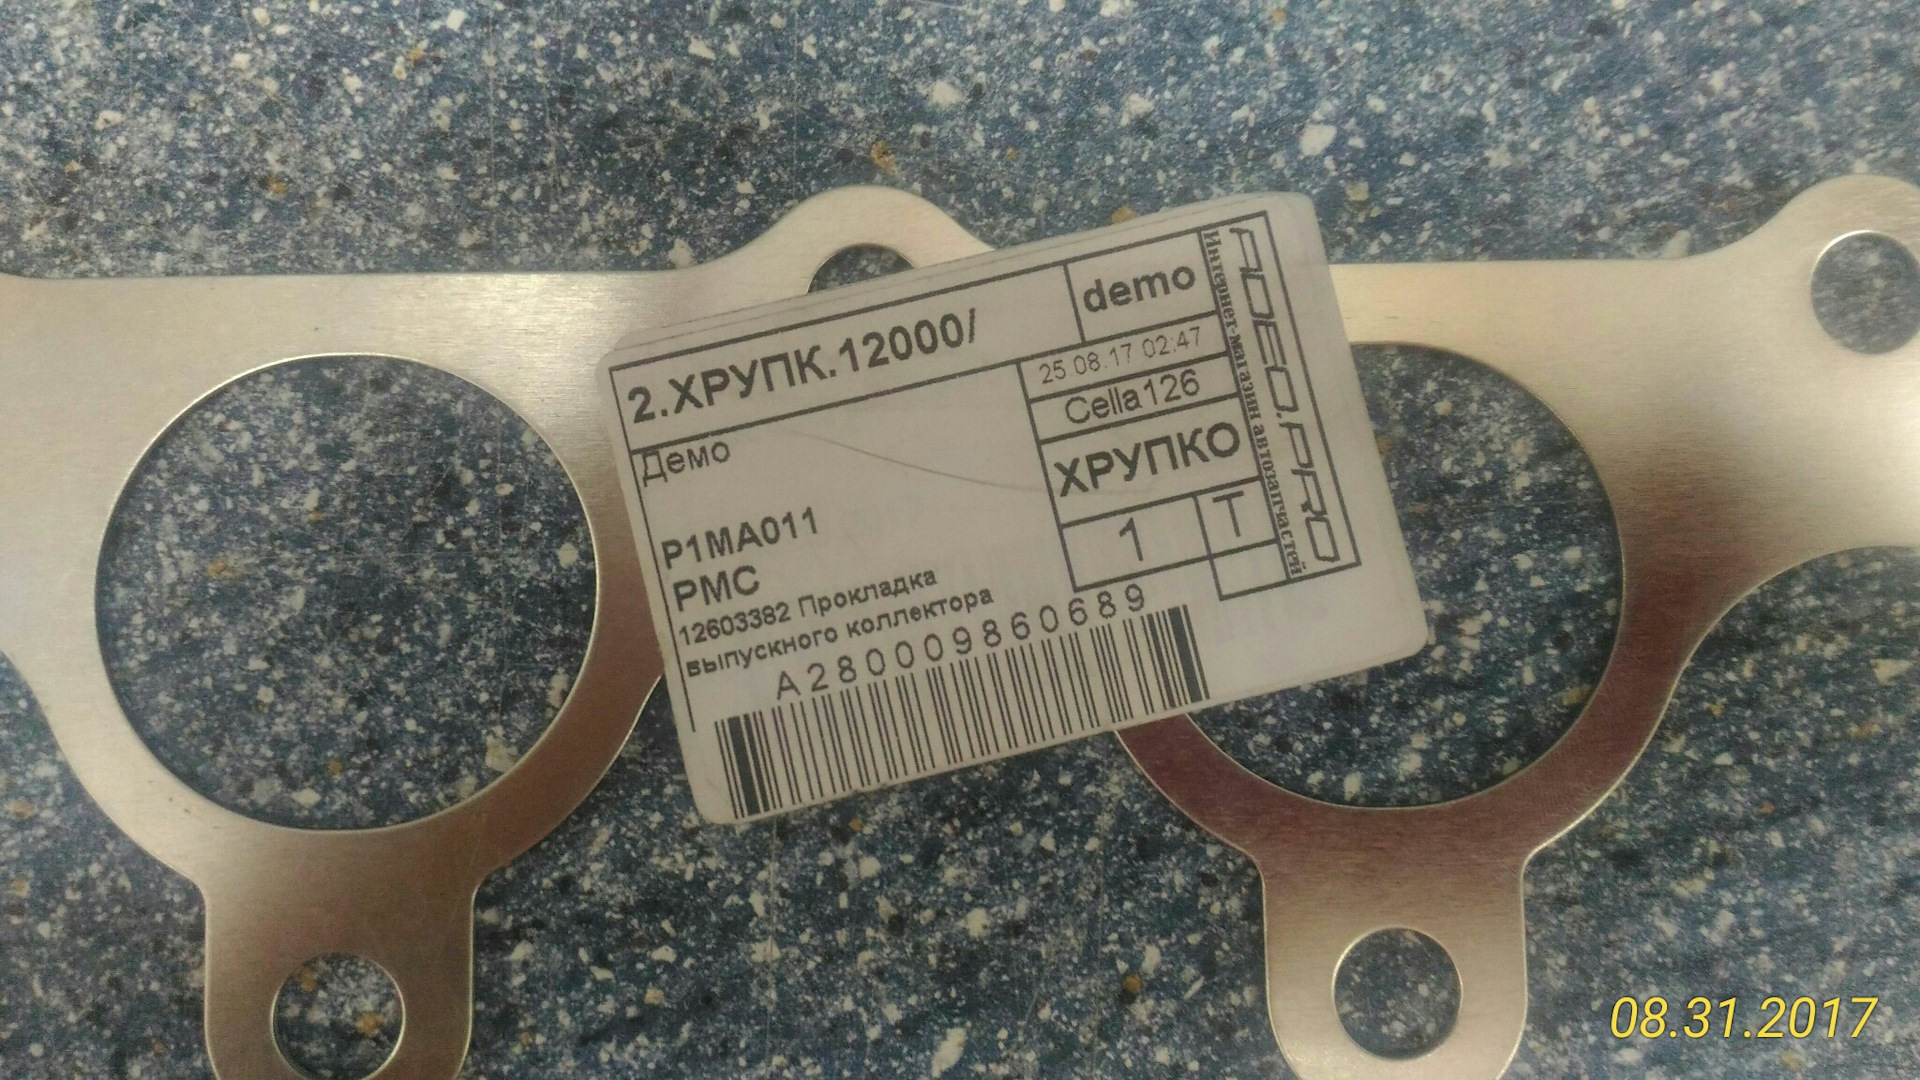 2.ХРУПК.12000/
demo
25.08.17 02:47
Cella126
ХРУПКО
1
T
Демо
P1MA011
PMC
12603382 Прокладка
выпускного коллектора
A280009860689
Интернет-магазин автозапчастей
ADEO.PRO
08.31.2017